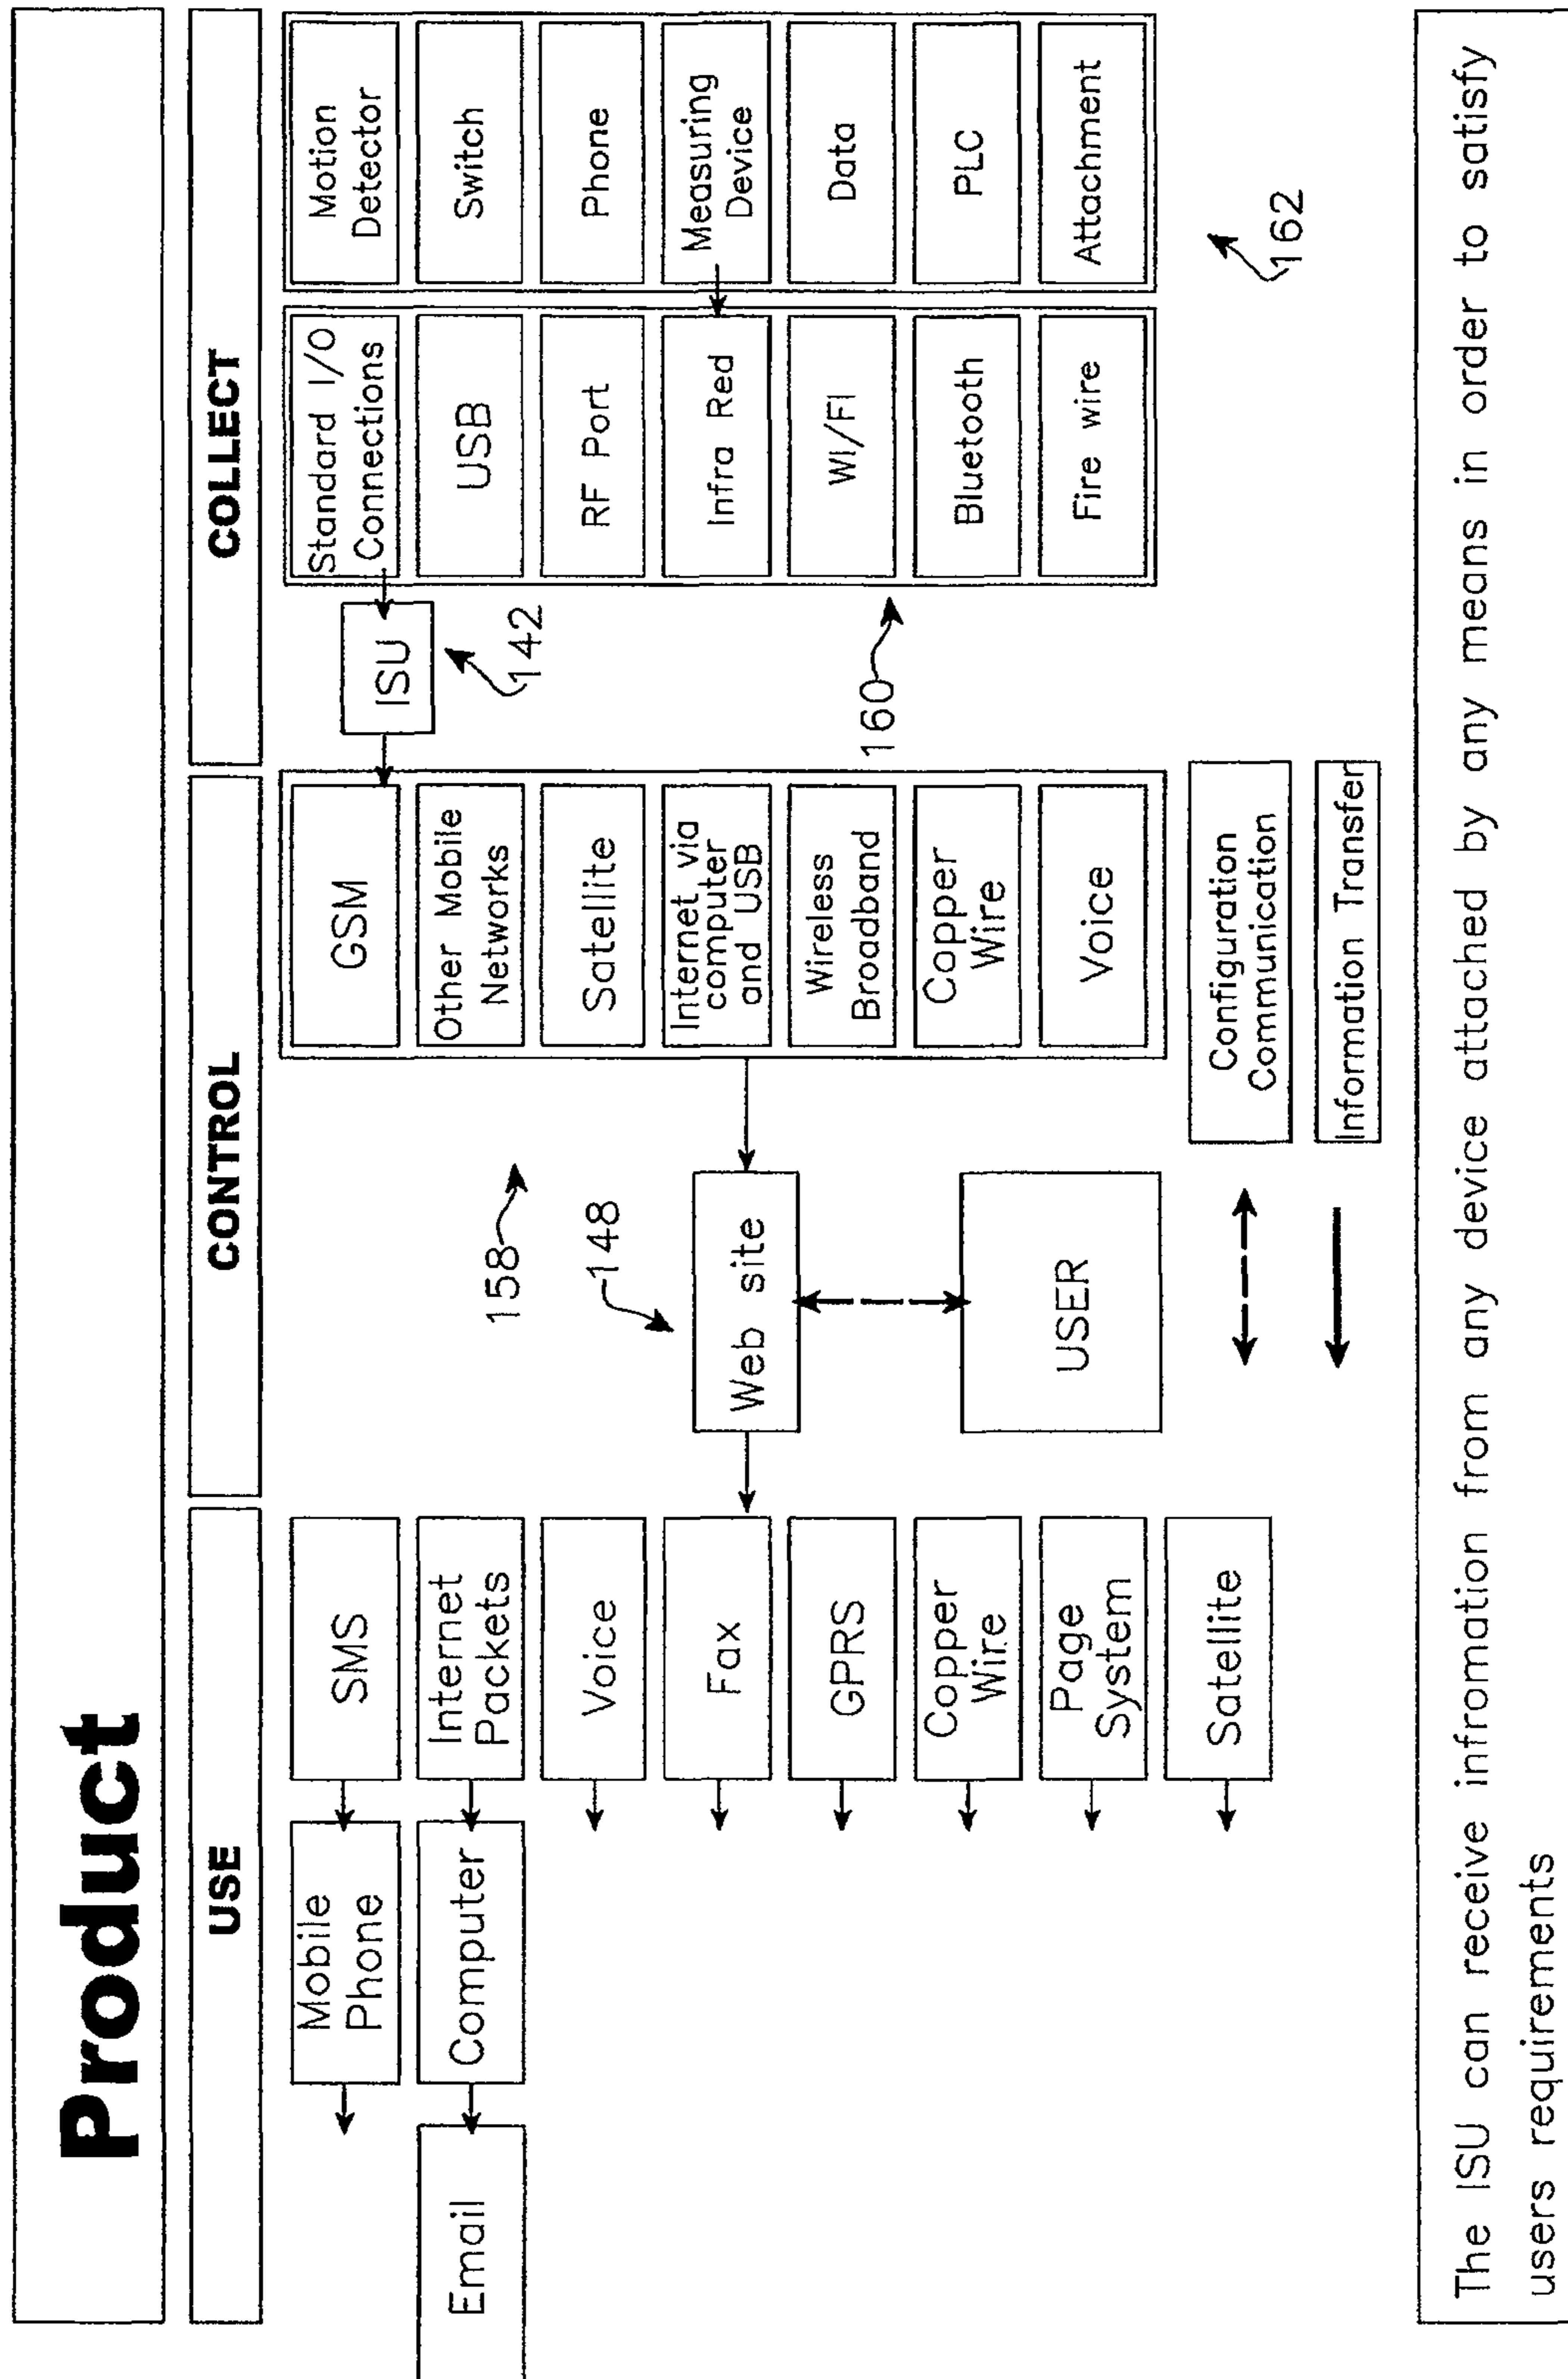 Product
USE
CONTROL
COLLECT
Email
Mobile
Phone
Computer
SMS
Internet
Packets
Voice
Fax
GPRS
Copper
Wire
Page
System
Satellite
148
Web site
USER
158
GSM
Other Mobile
Networks
Satellite
Internet via
computer
and USB
Wireless
Broadband
Copper
Wire
Voice
Configuration
Communication
Information Transfer
ISU
142
160
Standard I/O
Connections
USB
RF Port
Infra Red
WI/FI
Bluetooth
Fire wire
Motion
Detector
Switch
Phone
Measuring
Device
Data
PLC
Attachment
162
The ISU can receive infromation from any device attached by any means in order to satisfy
users requirements